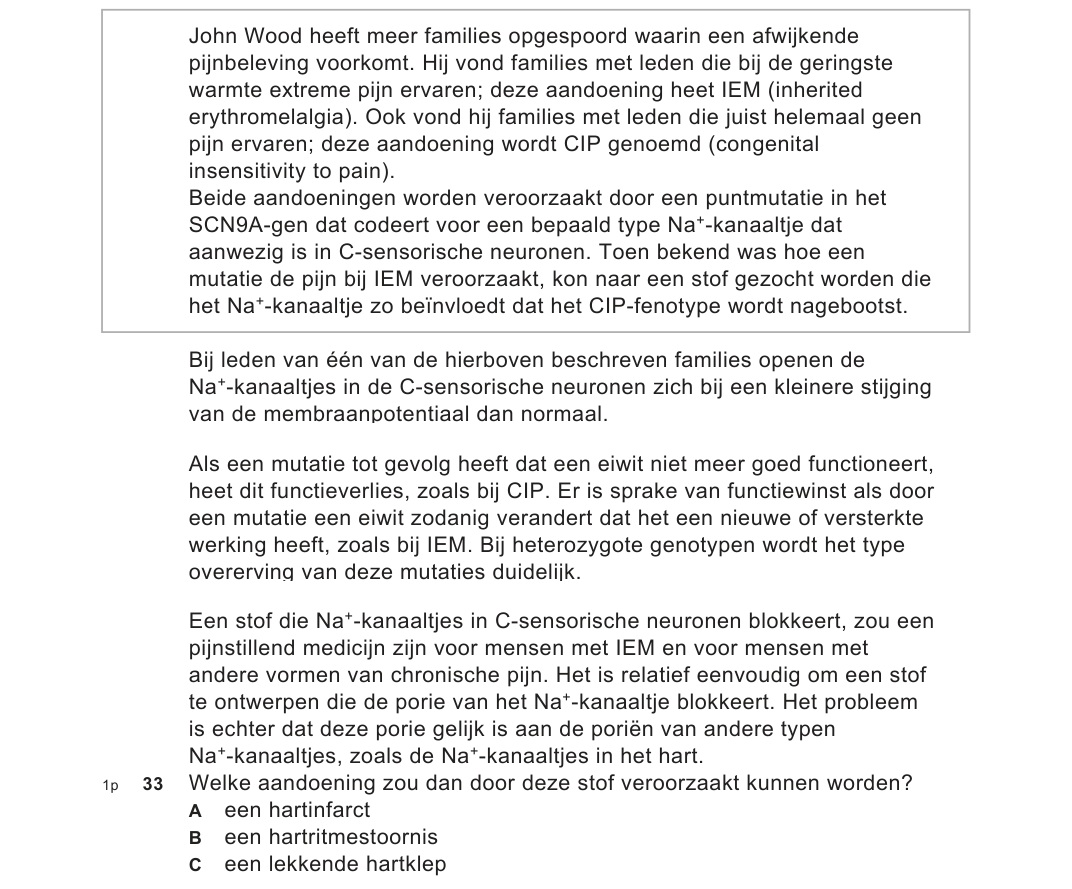 John Wood heeft meer families opgespoord waarin een afwijkende
pijnbeleving voorkomt. Hij vond families met leden die bij de geringste
warmte extreme pijn ervaren; deze aandoening heet IEM (inherited
erythromelalgia). Ook vond hij families met leden die juist helemaal geen
pijn ervaren; deze aandoening wordt CIP genoemd (congenital
insensitivity to pain).
Beide aandoeningen worden veroorzaakt door een puntmutatie in het
SCN9A-gen dat codeert voor een bepaald type Na⁺-kanaaltje dat
aanwezig is in C-sensorische neuronen. Toen bekend was hoe een
mutatie de pijn bij IEM veroorzaakt, kon naar een stof gezocht worden die
het Na⁺-kanaaltje zo beïnvloedt dat het CIP-fenotype wordt nagebootst.
Bij leden van één van de hierboven beschreven families openen de
Na⁺-kanaaltjes in de C-sensorische neuronen zich bij een kleinere stijging
van de membraanpotentiaal dan normaal.
Als een mutatie tot gevolg heeft dat een eiwit niet meer goed functioneert,
heet dit functieverlies, zoals bij CIP. Er is sprake van functiewinst als door
een mutatie een eiwit zodanig verandert dat het een nieuwe of versterkte
werking heeft, zoals bij IEM. Bij heterozygote genotypen wordt het type
overerving van deze mutaties duidelijk.
Een stof die Na⁺-kanaaltjes in C-sensorische neuronen blokkeert, zou een
pijnstillend medicijn zijn voor mensen met IEM en voor mensen met
andere vormen van chronische pijn. Het is relatief eenvoudig om een stof
te ontwerpen die de porie van het Na⁺-kanaaltje blokkeert. Het probleem
is echter dat deze porie gelijk is aan de poriën van andere typen
Na⁺-kanaaltjes, zoals de Na⁺-kanaaltjes in het hart.
1p 33 Welke aandoening zou dan door deze stof veroorzaakt kunnen worden?
A een hartinfarct
B een hartritmestoornis
C een lekkende hartklep